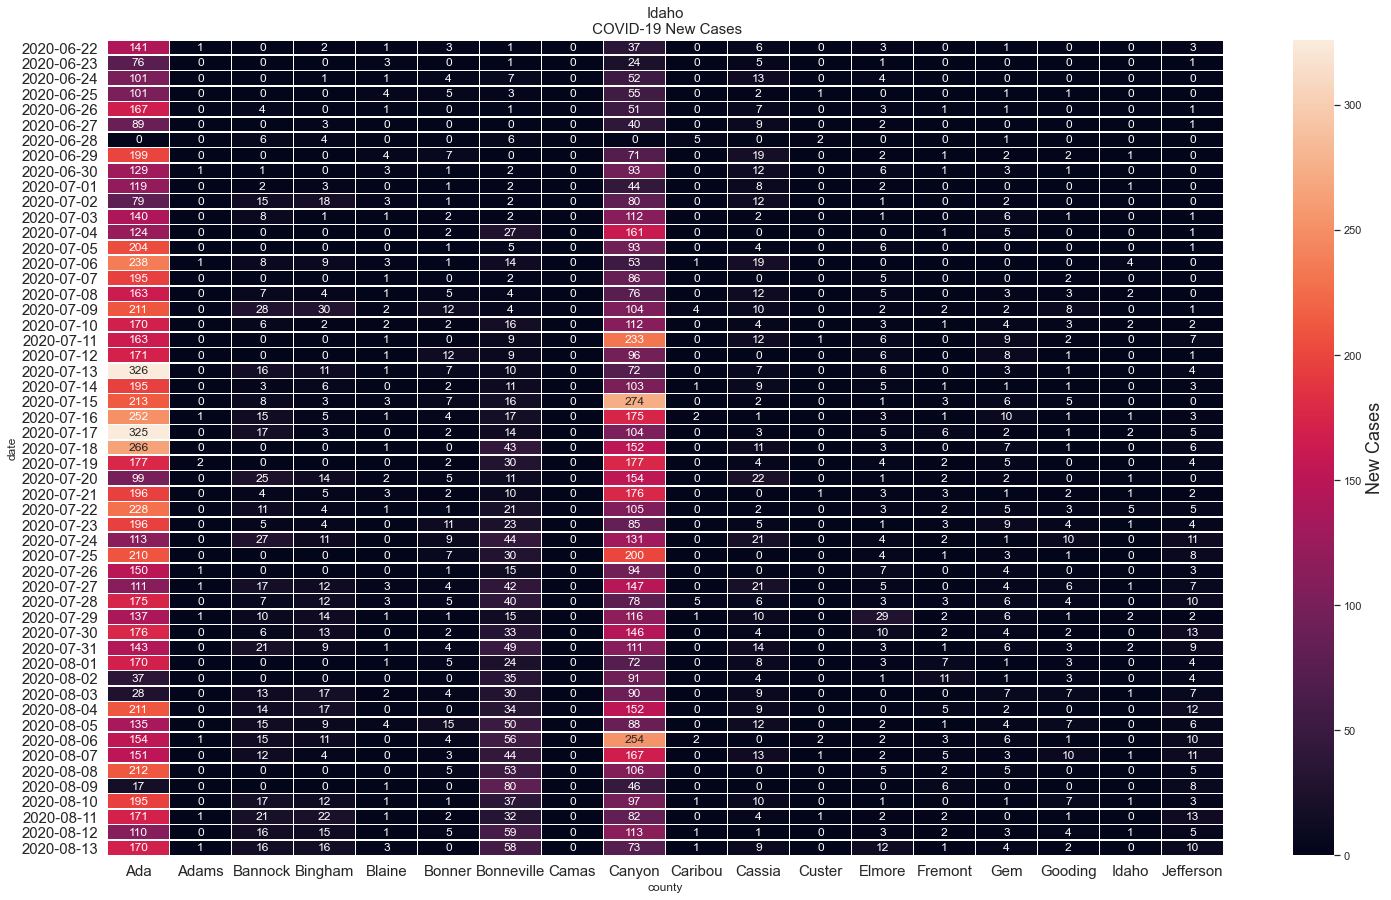 Idaho
COVID-19 New Cases
2020-06-22 141 1 0 2 1 3 1 0 37 0 6 0 3 0 1 0 0 3
2020-06-23 76 0 0 0 3 0 1 0 24 0 5 0 1 0 0 0 0 1
2020-06-24 101 0 0 1 1 4 7 0 52 0 13 0 4 0 0 0 0 0
2020-06-25 101 0 0 0 4 5 3 0 55 0 2 1 0 0 1 1 0 0
2020-06-26 167 0 4 0 1 0 1 0 51 0 7 0 3 1 1 0 0 1
2020-06-27 89 0 0 3 0 0 0 0 40 0 9 0 2 0 0 0 0 1
2020-06-28 0 0 6 4 0 0 6 0 0 5 0 2 0 0 1 0 0 0
2020-06-29 199 0 0 0 4 7 0 0 71 0 19 0 2 1 2 2 1 0
2020-06-30 129 1 1 0 3 1 2 0 93 0 12 0 6 1 3 1 0 0
2020-07-01 119 0 2 3 0 1 2 0 44 0 8 0 2 0 0 0 1 0
2020-07-02 79 0 15 18 3 1 2 0 80 0 12 0 1 0 2 0 0 0
2020-07-03 140 0 8 1 1 2 2 0 112 0 2 0 1 0 6 1 0 1
2020-07-04 124 0 0 0 0 2 27 0 161 0 0 0 0 1 5 0 0 1
2020-07-05 204 0 0 0 0 1 5 0 93 0 4 0 6 0 0 0 0 1
2020-07-06 238 1 8 9 3 1 14 0 53 1 19 0 0 0 0 0 4 0
2020-07-07 195 0 0 0 1 0 2 0 86 0 0 0 5 0 0 2 0 0
2020-07-08 163 0 7 4 1 5 4 0 76 0 12 0 5 0 3 3 2 0
2020-07-09 211 0 28 30 2 12 4 0 104 4 10 0 2 2 2 8 0 1
2020-07-10 170 0 6 2 2 2 16 0 112 0 4 0 3 1 4 3 2 2
2020-07-11 163 0 0 0 1 0 9 0 233 0 12 1 6 0 9 2 0 7
2020-07-12 171 0 0 0 1 12 9 0 96 0 0 0 6 0 8 1 0 1
2020-07-13 326 0 16 11 1 7 10 0 72 0 7 0 6 0 3 1 0 4
2020-07-14 195 0 3 6 0 2 11 0 103 1 9 0 5 1 1 1 0 3
2020-07-15 213 0 8 3 3 7 16 0 274 0 2 0 1 3 6 5 0 0
2020-07-16 252 1 15 5 1 4 17 0 175 2 1 0 3 1 10 1 1 3
2020-07-17 325 0 17 3 0 2 14 0 104 0 3 0 5 6 2 1 2 5
2020-07-18 266 0 0 0 1 0 43 0 152 0 11 0 3 0 7 1 0 6
2020-07-19 177 2 0 0 0 2 30 0 177 0 4 0 4 2 5 0 0 4
2020-07-20 99 0 25 14 2 5 11 0 154 0 22 0 1 2 2 0 1 0
2020-07-21 196 0 4 5 3 2 10 0 176 0 0 1 3 3 1 2 1 2
2020-07-22 228 0 11 4 1 1 21 0 105 0 2 0 3 2 5 3 5 5
2020-07-23 196 0 5 4 0 11 23 0 85 0 5 0 1 3 9 4 1 4
2020-07-24 113 0 27 11 0 9 44 0 131 0 21 0 4 2 1 10 0 11
2020-07-25 210 0 0 0 0 7 30 0 200 0 0 0 4 1 3 1 0 8
2020-07-26 150 1 0 0 0 1 15 0 94 0 0 0 7 0 4 0 0 3
2020-07-27 111 1 17 12 3 4 42 0 147 0 21 0 5 0 4 6 1 7
2020-07-28 175 0 7 12 3 5 40 0 78 5 6 0 3 3 6 4 0 10
2020-07-29 137 1 10 14 1 1 15 0 116 1 10 0 29 2 6 1 2 2
2020-07-30 176 0 6 13 0 2 33 0 146 0 4 0 10 2 4 2 0 13
2020-07-31 143 0 21 9 1 4 49 0 111 0 14 0 3 1 6 3 2 9
2020-08-01 170 0 0 0 1 5 24 0 72 0 8 0 3 7 1 3 0 4
2020-08-02 37 0 0 0 0 0 35 0 91 0 4 0 1 11 1 3 0 4
2020-08-03 28 0 13 17 2 4 30 0 90 0 9 0 0 0 7 7 1 7
2020-08-04 211 0 14 17 0 0 34 0 152 0 9 0 0 5 2 0 0 12
2020-08-05 135 0 15 9 4 15 50 0 88 0 12 0 2 1 4 7 0 6
2020-08-06 154 1 15 11 0 4 56 0 254 2 0 2 2 3 6 1 0 10
2020-08-07 151 0 12 4 0 3 44 0 167 0 13 1 2 5 3 10 1 11
2020-08-08 212 0 0 0 0 5 53 0 106 0 0 0 5 2 5 0 0 5
2020-08-09 17 0 0 0 1 0 80 0 46 0 0 0 0 6 0 0 0 8
2020-08-10 195 0 17 12 1 1 37 0 97 1 10 0 1 0 1 7 1 3
2020-08-11 171 1 21 22 1 2 32 0 82 0 4 1 2 2 0 1 0 13
2020-08-12 110 0 16 15 1 5 59 0 113 1 1 0 3 2 3 4 1 5
2020-08-13 170 1 16 16 3 0 58 0 73 1 9 0 12 1 4 2 0 10
Ada Adams Bannock Bingham Blaine Bonner Bonneville Camas Canyon Caribou Cassia Custer Elmore Fremont Gem Gooding Idaho Jefferson
county
date
300
250
200
150
100
50
0
New Cases